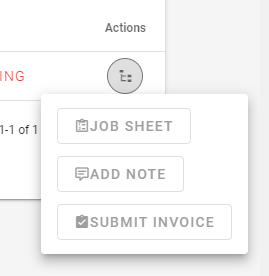 Actions
ING
1-1 of 1
JOB SHEET
ADD NOTE
SUBMIT INVOICE